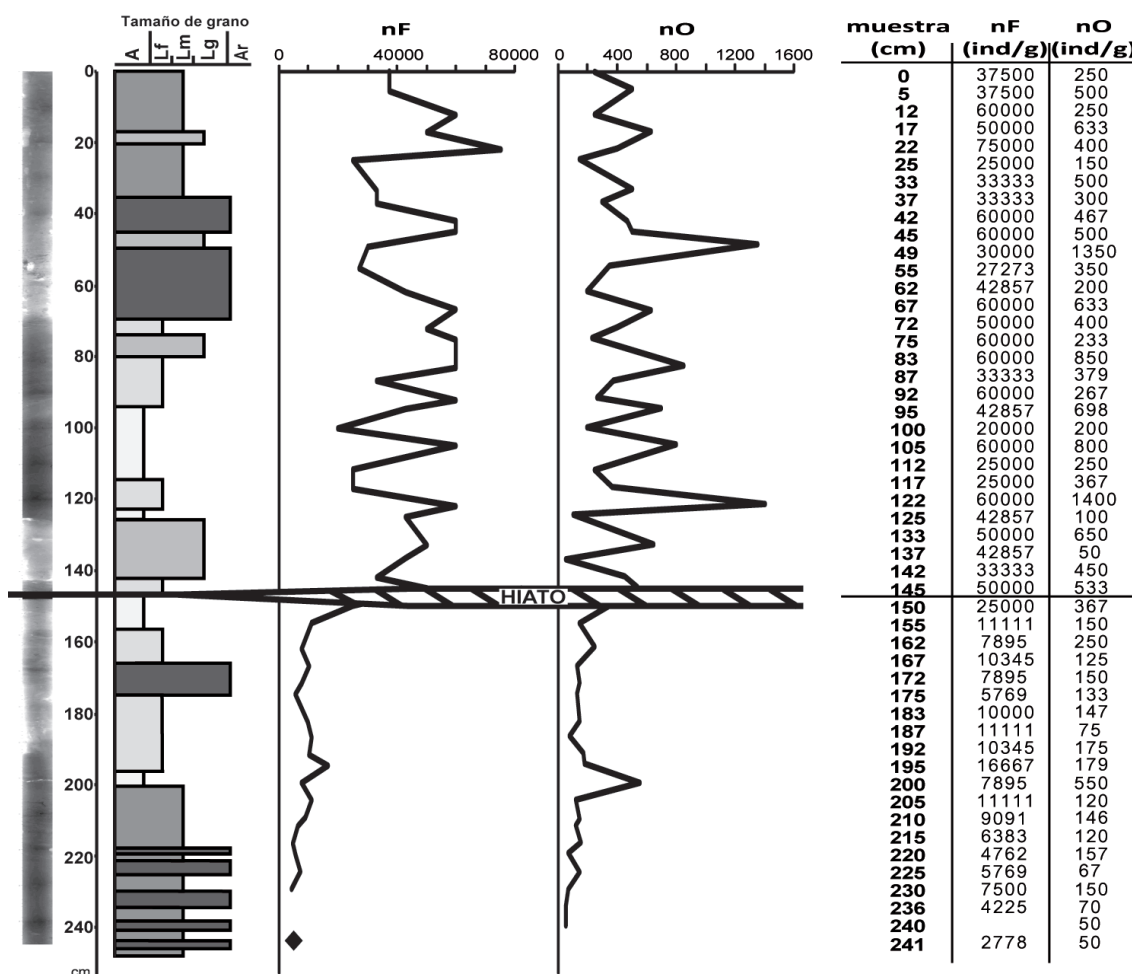 Tamaño de grano
A Lf Lm Lg Ar
0
20
40
60
80
100
120
140
160
180
200
220
240
cm
nF
0 40000 80000
nO
0 400 800 1200 1600
HIATO
muestra nF nO
(cm) (ind/g) (ind/g)
0 37500 250
5 37500 500
12 60000 250
17 50000 633
22 75000 400
25 25000 150
33 33333 500
37 33333 300
42 60000 467
45 60000 500
49 30000 1350
55 27273 350
62 42857 200
67 60000 633
72 50000 400
75 60000 233
83 60000 850
87 33333 379
92 60000 267
95 42857 698
100 20000 200
105 60000 800
112 25000 250
117 25000 367
122 60000 1400
125 42857 100
133 50000 650
137 42857 50
142 33333 450
145 50000 533
150 25000 367
155 11111 150
162 7895 250
167 10345 125
172 7895 150
175 5769 133
183 10000 147
187 11111 75
192 10345 175
195 16667 179
200 7895 550
205 11111 120
210 9091 146
215 6383 120
220 4762 157
225 5769 67
230 7500 150
236 4225 70
240 50
241 2778 50